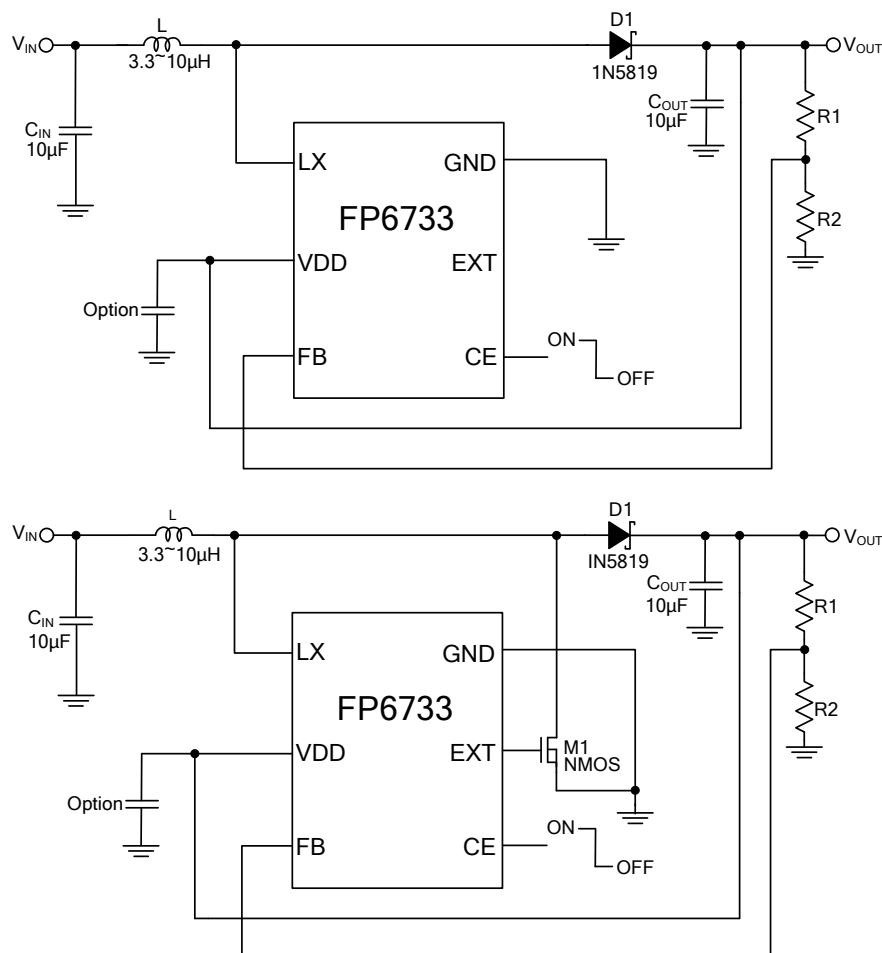 L
D1
VIN
VOUT
3.3~10µH
1N5819
COUT
10µF
R1
CIN
10µF
LX
GND
FP6733
R2
VDD
EXT
Option
ON
FB
CE
OFF
L
D1
VIN
VOUT
3.3~10µH
IN5819
COUT
10µF
R1
CIN
10µF
LX
GND
FP6733
R2
VDD
EXT
M1
NMOS
Option
ON
FB
CE
OFF